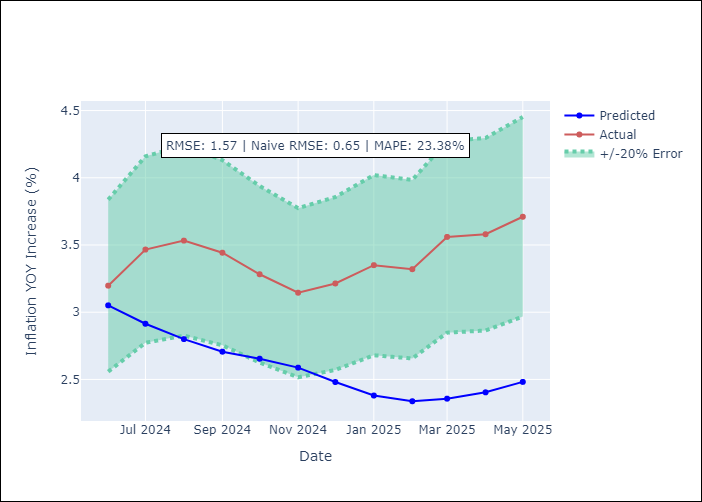 RMSE: 1.57 | Naive RMSE: 0.65 | MAPE: 23.38%
Predicted
Actual
+/-20% Error
Inflation YOY Increase (%)
4.5
4
3.5
3
2.5
Jul 2024
Sep 2024
Nov 2024
Jan 2025
Mar 2025
May 2025
Date